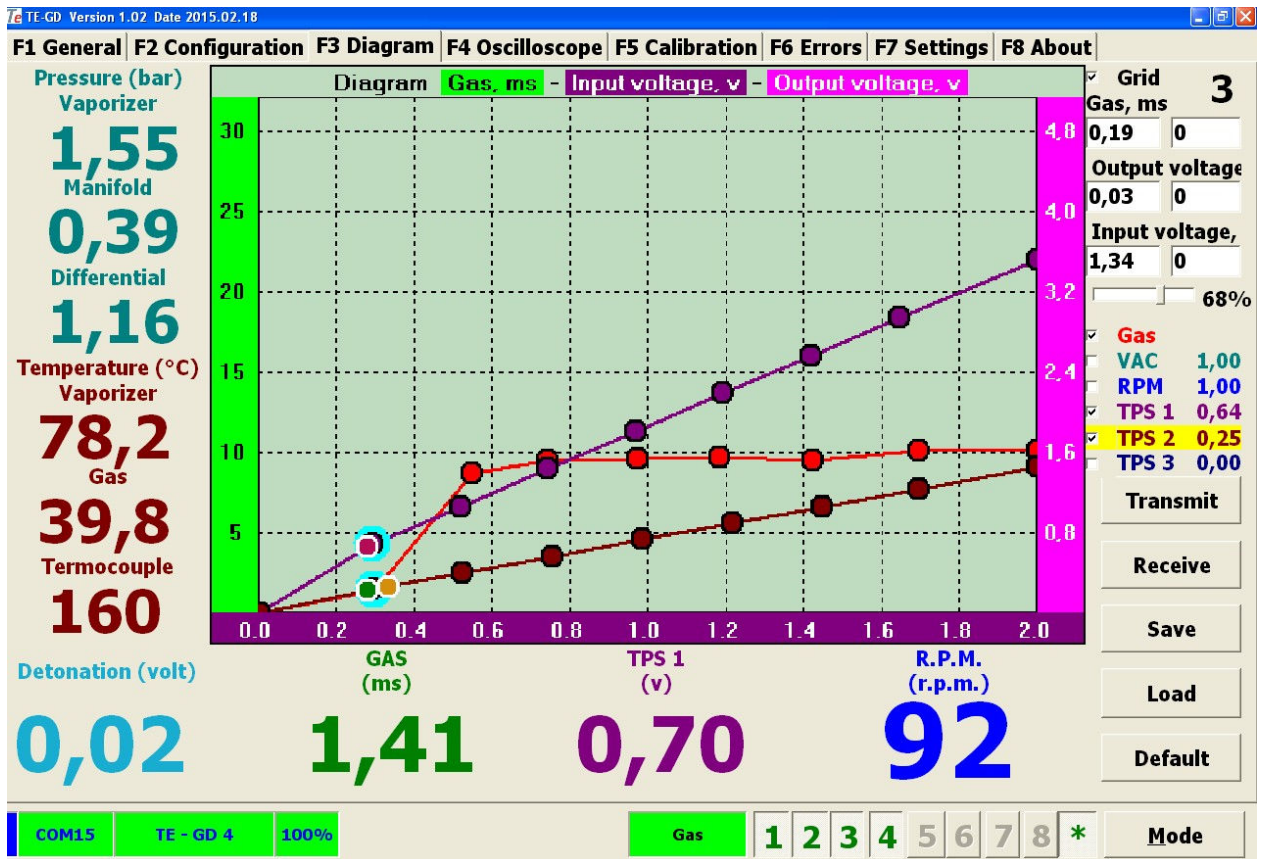 Te TE-GD Version 1.02 Date 2015.02.18
F1 General F2 Configuration F3 Diagram F4 Oscilloscope F5 Calibration F6 Errors F7 Settings F8 About
Pressure (bar)
Vaporizer
1,55
Manifold
0,39
Differential
1,16
Temperature (°C)
Vaporizer
78,2
Gas
39,8
Termocouple
160
Detonation (volt)
0,02
Diagram Gas, ms - Input voltage, v - Output voltage, v
30
25
20
15
10
5
4,8
4,0
3,2
2,4
1,6
0,8
0.0 0.2 0.4 0.6 0.8 1.0 1.2 1.4 1.6 1.8 2.0
GAS
(ms)
1,41
TPS 1
(v)
0,70
R.P.M.
(r.p.m.)
92
Grid 3
Gas, ms
0,19 0
Output voltage
0,03 0
Input voltage,
1,34 0
68%
Gas
VAC 1,00
RPM 1,00
TPS 1 0,64
TPS 2 0,25
TPS 3 0,00
Transmit
Receive
Save
Load
Default
COM15 TE - GD 4 100% Gas 1 2 3 4 5 6 7 8 * Mode